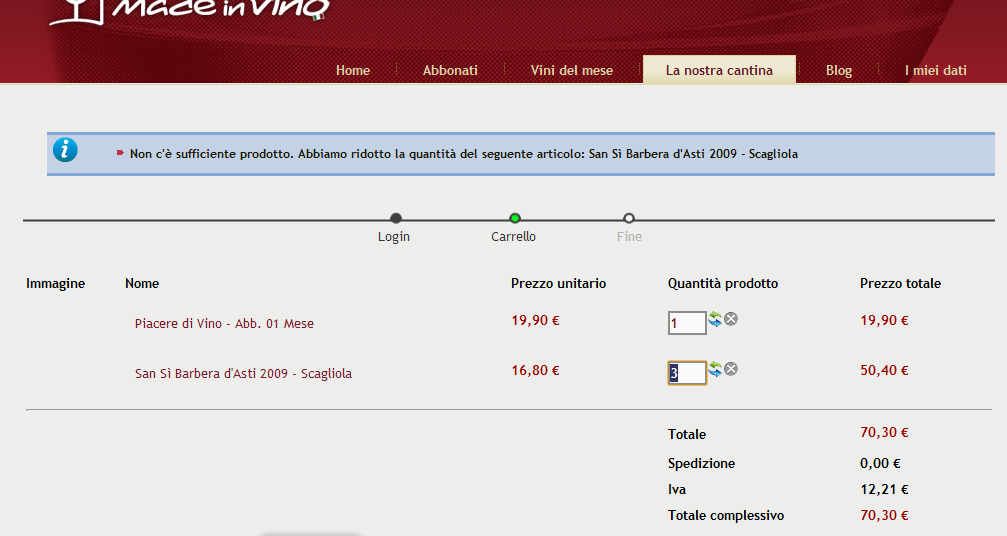 Made in Vino
Home Abbonati Vini del mese La nostra cantina Blog I miei dati
Non c'è sufficiente prodotto. Abbiamo ridotto la quantità del seguente articolo: San Sì Barbera d'Asti 2009 - Scagliola
Login Carrello Fine
Immagine Nome Prezzo unitario Quantità prodotto Prezzo totale
Piacere di Vino - Abb. 01 Mese 19,90 € 1 19,90 €
San Sì Barbera d'Asti 2009 - Scagliola 16,80 € 3 50,40 €
Totale 70,30 €
Spedizione 0,00 €
Iva 12,21 €
Totale complessivo 70,30 €